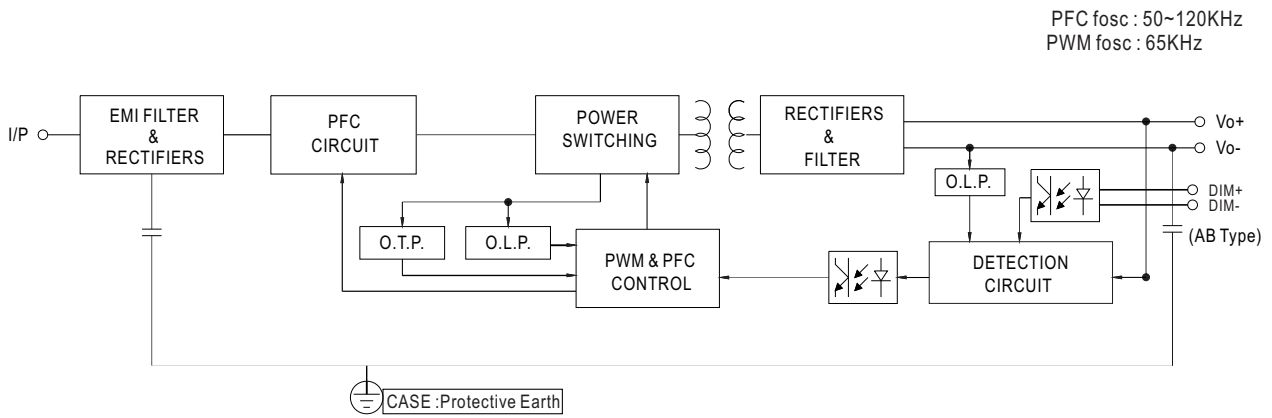 PFC fosc : 50~120KHz
PWM fosc : 65KHz
I/P
EMI FILTER
&
RECTIFIERS
PFC
CIRCUIT
POWER
SWITCHING
RECTIFIERS
&
FILTER
Vo+
Vo-
O.L.P.
DIM+
DIM-
(AB Type)
O.T.P.
O.L.P.
PWM & PFC
CONTROL
DETECTION
CIRCUIT
CASE :Protective Earth